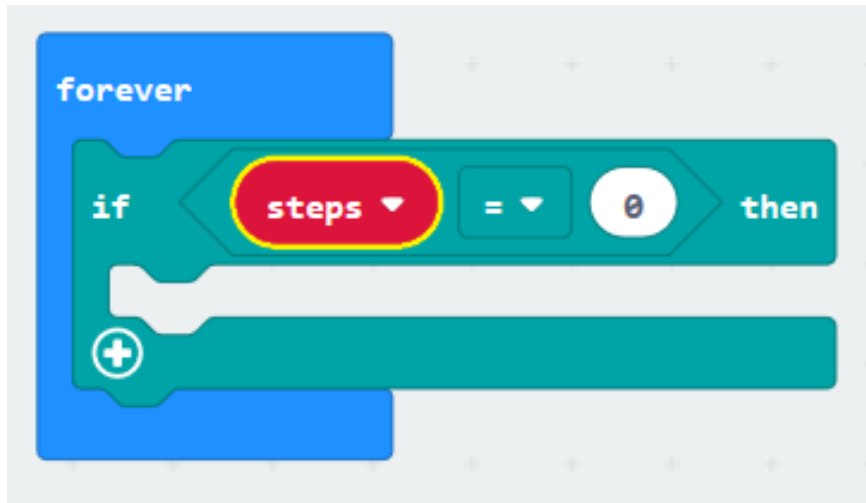 forever
if steps = 0 then